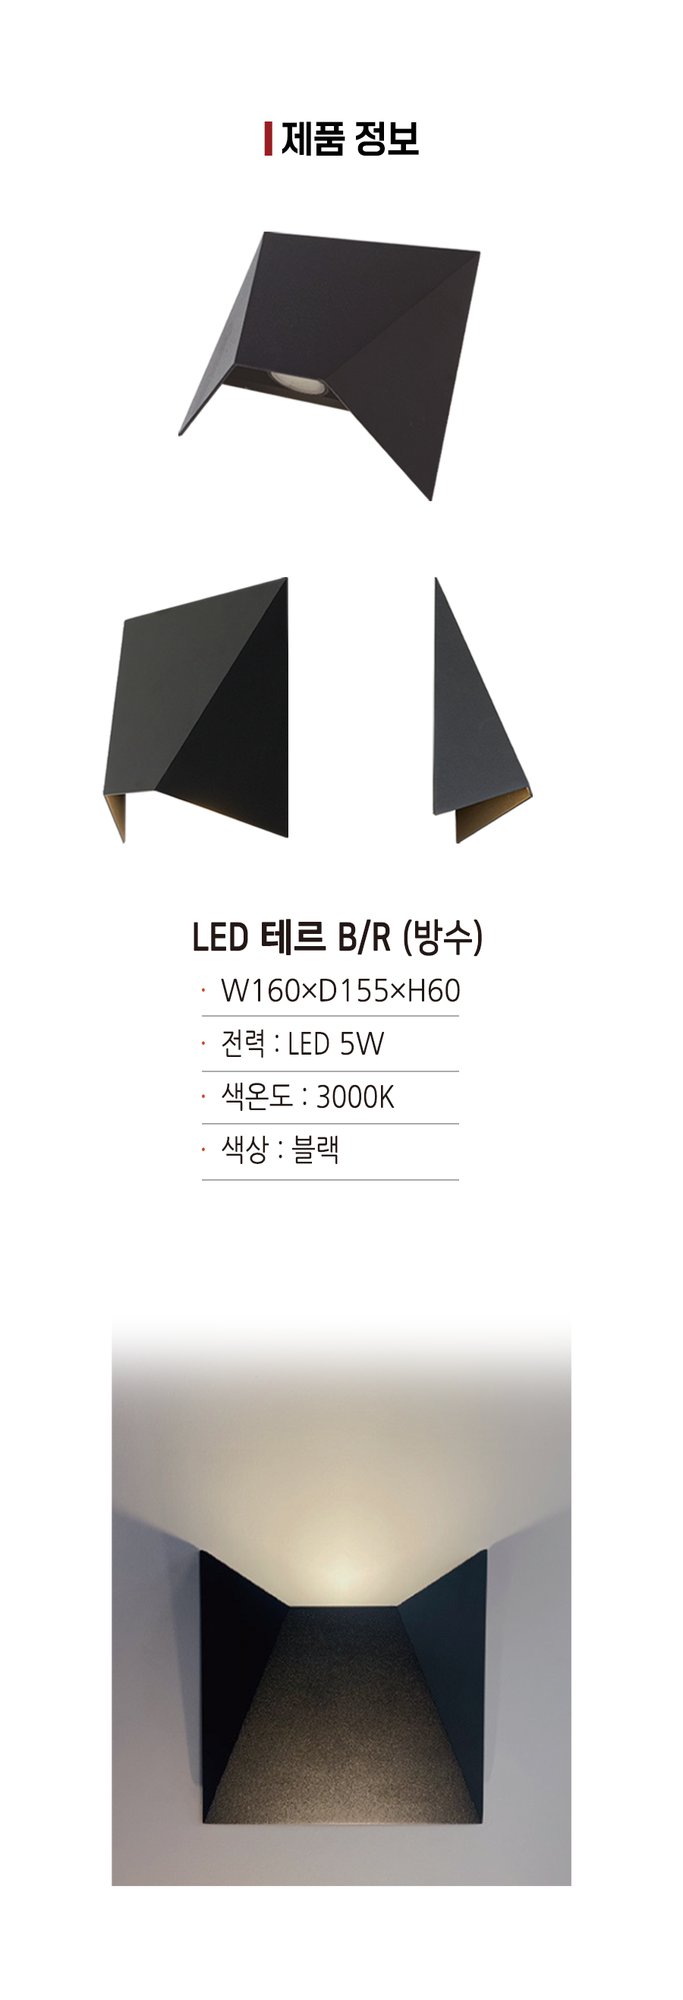 제품 정보
LED 테르 B/R (방수)
· W160×D155×H60
· 전력 : LED 5W
· 색온도 : 3000K
· 색상 : 블랙